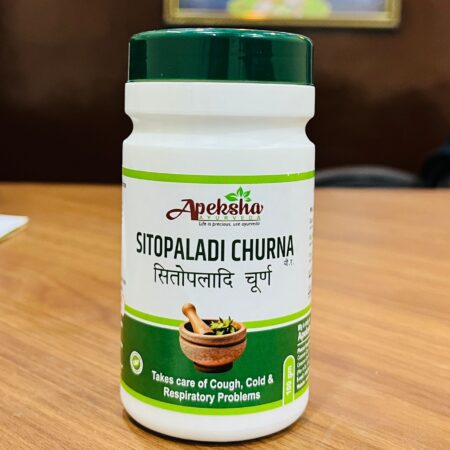 Apeksha
AYURVEDA
Life is precious, use ayurveda
SITOPALADI CHURNA
सितोपलादि चूर्ण
Takes care of Cough, Cold &
Respiratory Problems
100 gm